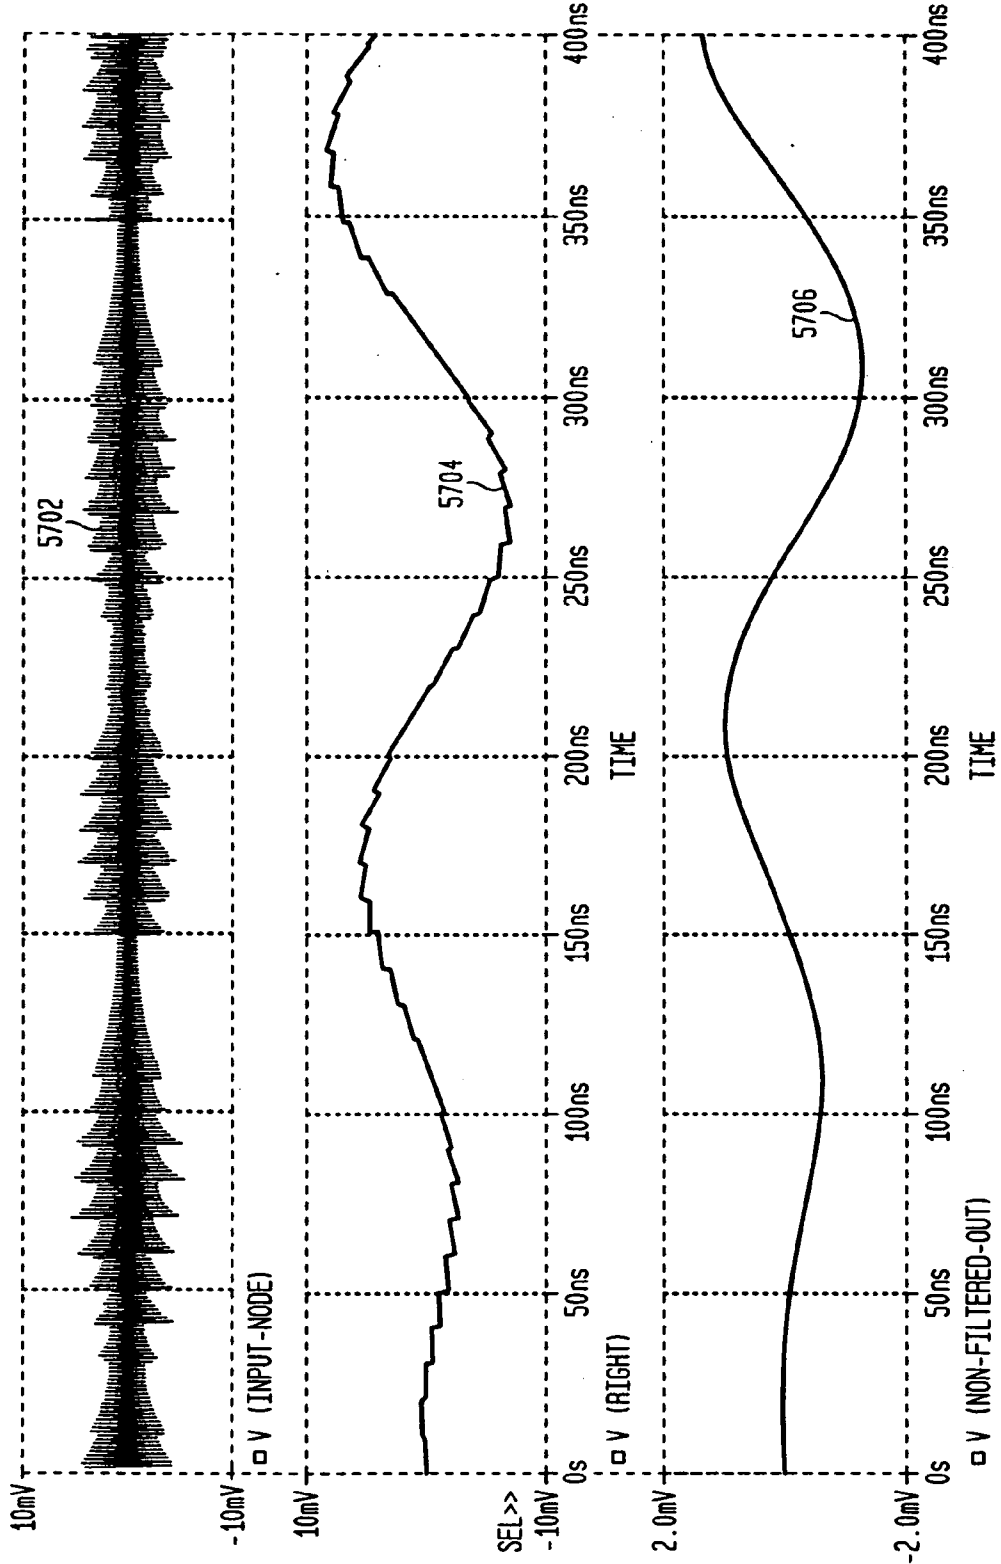 10mV
5702
-10mV
V (INPUT-NODE)
10mV
5704
SEL>>
-10mV
0s 50ns 100ns 150ns 200ns 250ns 300ns 350ns 400ns
TIME
V (RIGHT)
2.0mV
5706
-2.0mV
0s 50ns 100ns 150ns 200ns 250ns 300ns 350ns 400ns
TIME
V (NON-FILTERED-OUT)